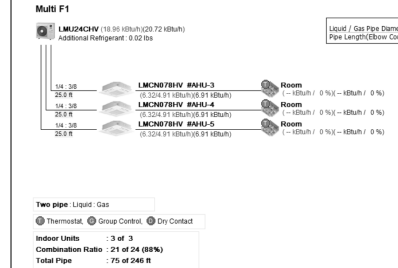 Multi F1
LMU24CHV (18.96 kBtu/h)(20.72 kBtu/h)
Additional Refrigerant : 0.02 lbs
Liquid / Gas Pipe Diame
Pipe Length(Elbow Co
1/4 : 3/8
25.0 ft
LMCN078HV #AHU-3
(6.32/4.91 kBtu/h)(6.91 kBtu/h)
Room
( -- kBtu/h / 0 %)( -- kBtu/h / 0 %)
1/4 : 3/8
25.0 ft
LMCN078HV #AHU-4
(6.32/4.91 kBtu/h)(6.91 kBtu/h)
Room
( -- kBtu/h / 0 %)( -- kBtu/h / 0 %)
1/4 : 3/8
25.0 ft
LMCN078HV #AHU-5
(6.32/4.91 kBtu/h)(6.91 kBtu/h)
Room
( -- kBtu/h / 0 %)( -- kBtu/h / 0 %)
Two pipe : Liquid : Gas
T Thermostat, G Group Control, D Dry Contact
Indoor Units : 3 of 3
Combination Ratio : 21 of 24 (88%)
Total Pipe : 75 of 246 ft